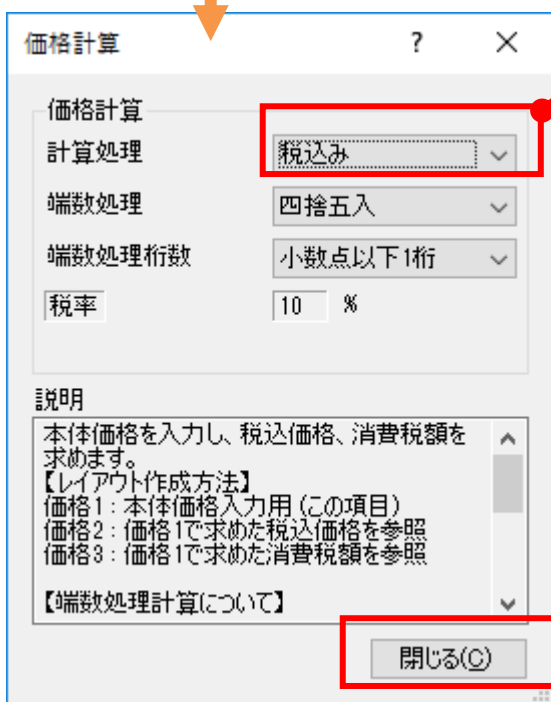 価格計算 ? ×
価格計算
計算処理 税込み
端数処理 四捨五入
端数処理桁数 小数点以下1桁
税率 10 %
説明
本体価格を入力し、税込価格、消費税額を
求めます。
【レイアウト作成方法】
価格1：本体価格入力用（この項目）
価格2：価格1で求めた税込価格を参照
価格3：価格1で求めた消費税額を参照
【端数処理計算について】
閉じる(C)